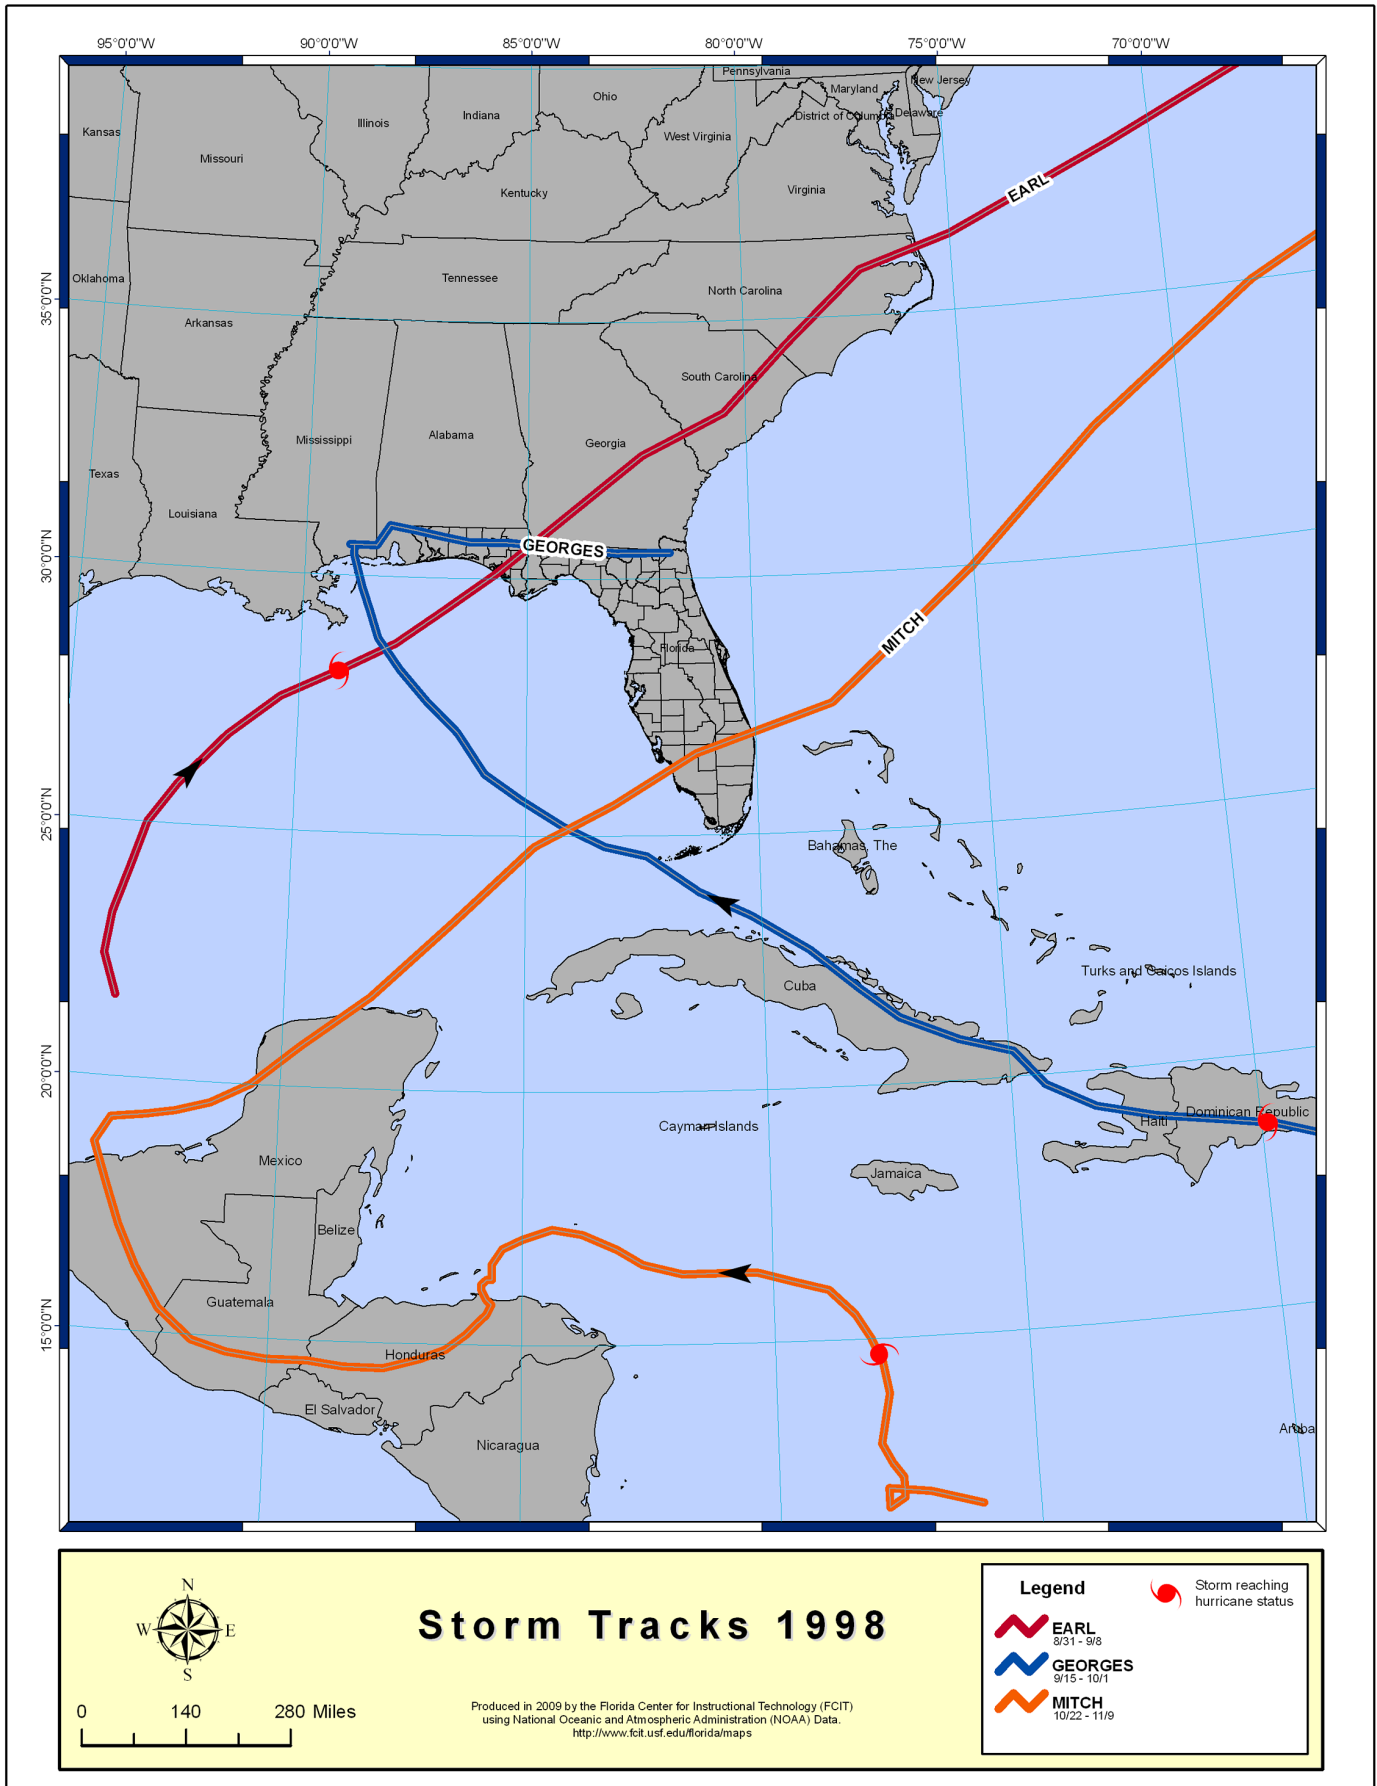 95°0'0"W 90°0'0"W 85°0'0"W 80°0'0"W 75°0'0"W 70°0'0"W
Pennsylvania
New Jersey
Maryland
Ohio
Delaware
District of Columbia
Indiana
Illinois
Kansas
West Virginia
Missouri
Virginia
Kentucky
EARL
Oklahoma
Tennessee
North Carolina
35°0'0"N
Arkansas
South Carolina
Mississippi
Alabama
Georgia
Texas
Louisiana
30°0'0"N
GEORGES
MITCH
Florida
25°0'0"N
Bahamas, The
Turks and Caicos Islands
Cuba
20°0'0"N
Dominican Republic
Haiti
Cayman Islands
Mexico
Jamaica
Belize
Guatemala
15°0'0"N
Honduras
El Salvador
Aruba
Nicaragua
N
W E
S
0 140 280 Miles
Storm Tracks 1998
Produced in 2009 by the Florida Center for Instructional Technology (FCIT)
using National Oceanic and Atmospheric Administration (NOAA) Data.
http://www.fcit.usf.edu/florida/maps
Legend
EARL
8/31 - 9/8
GEORGES
9/15 - 10/1
MITCH
10/22 - 11/9
Storm reaching
hurricane status